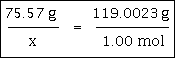 75.57 g = 119.0023 g
x 1.00 mol